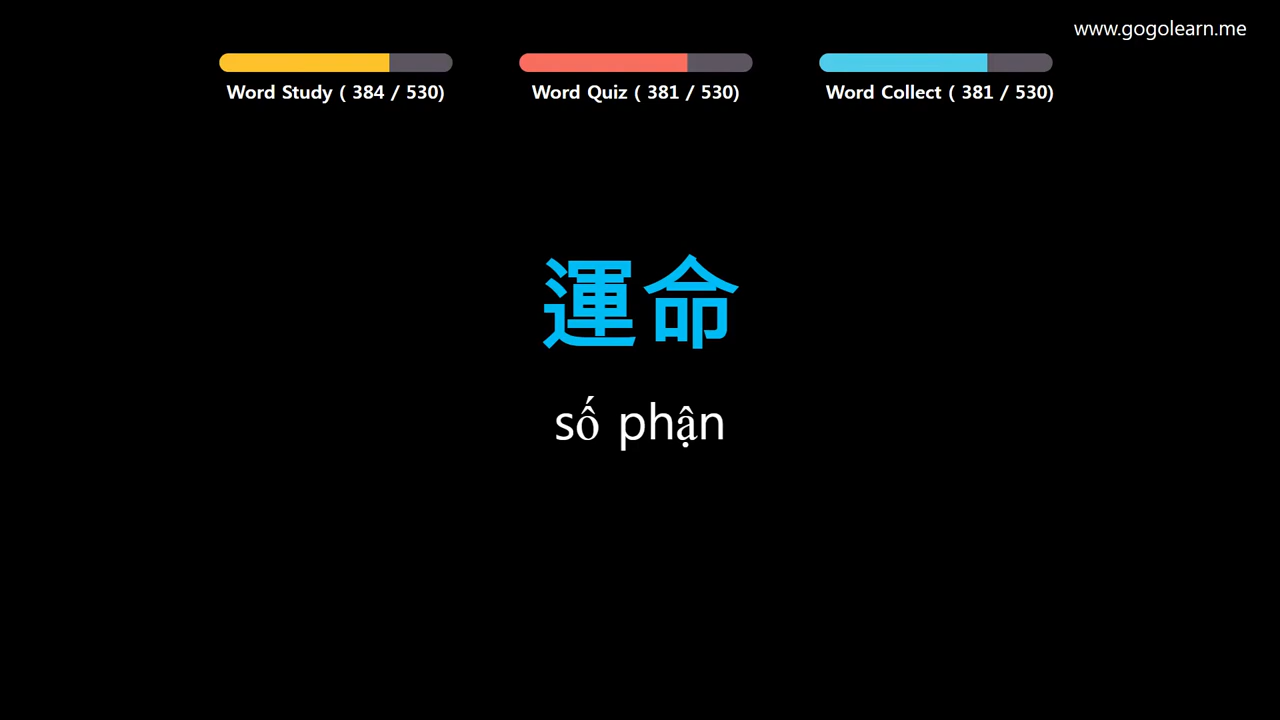 www.gogolearn.me
Word Study ( 384 / 530)
Word Quiz ( 381 / 530)
Word Collect ( 381 / 530)
運命
số phận